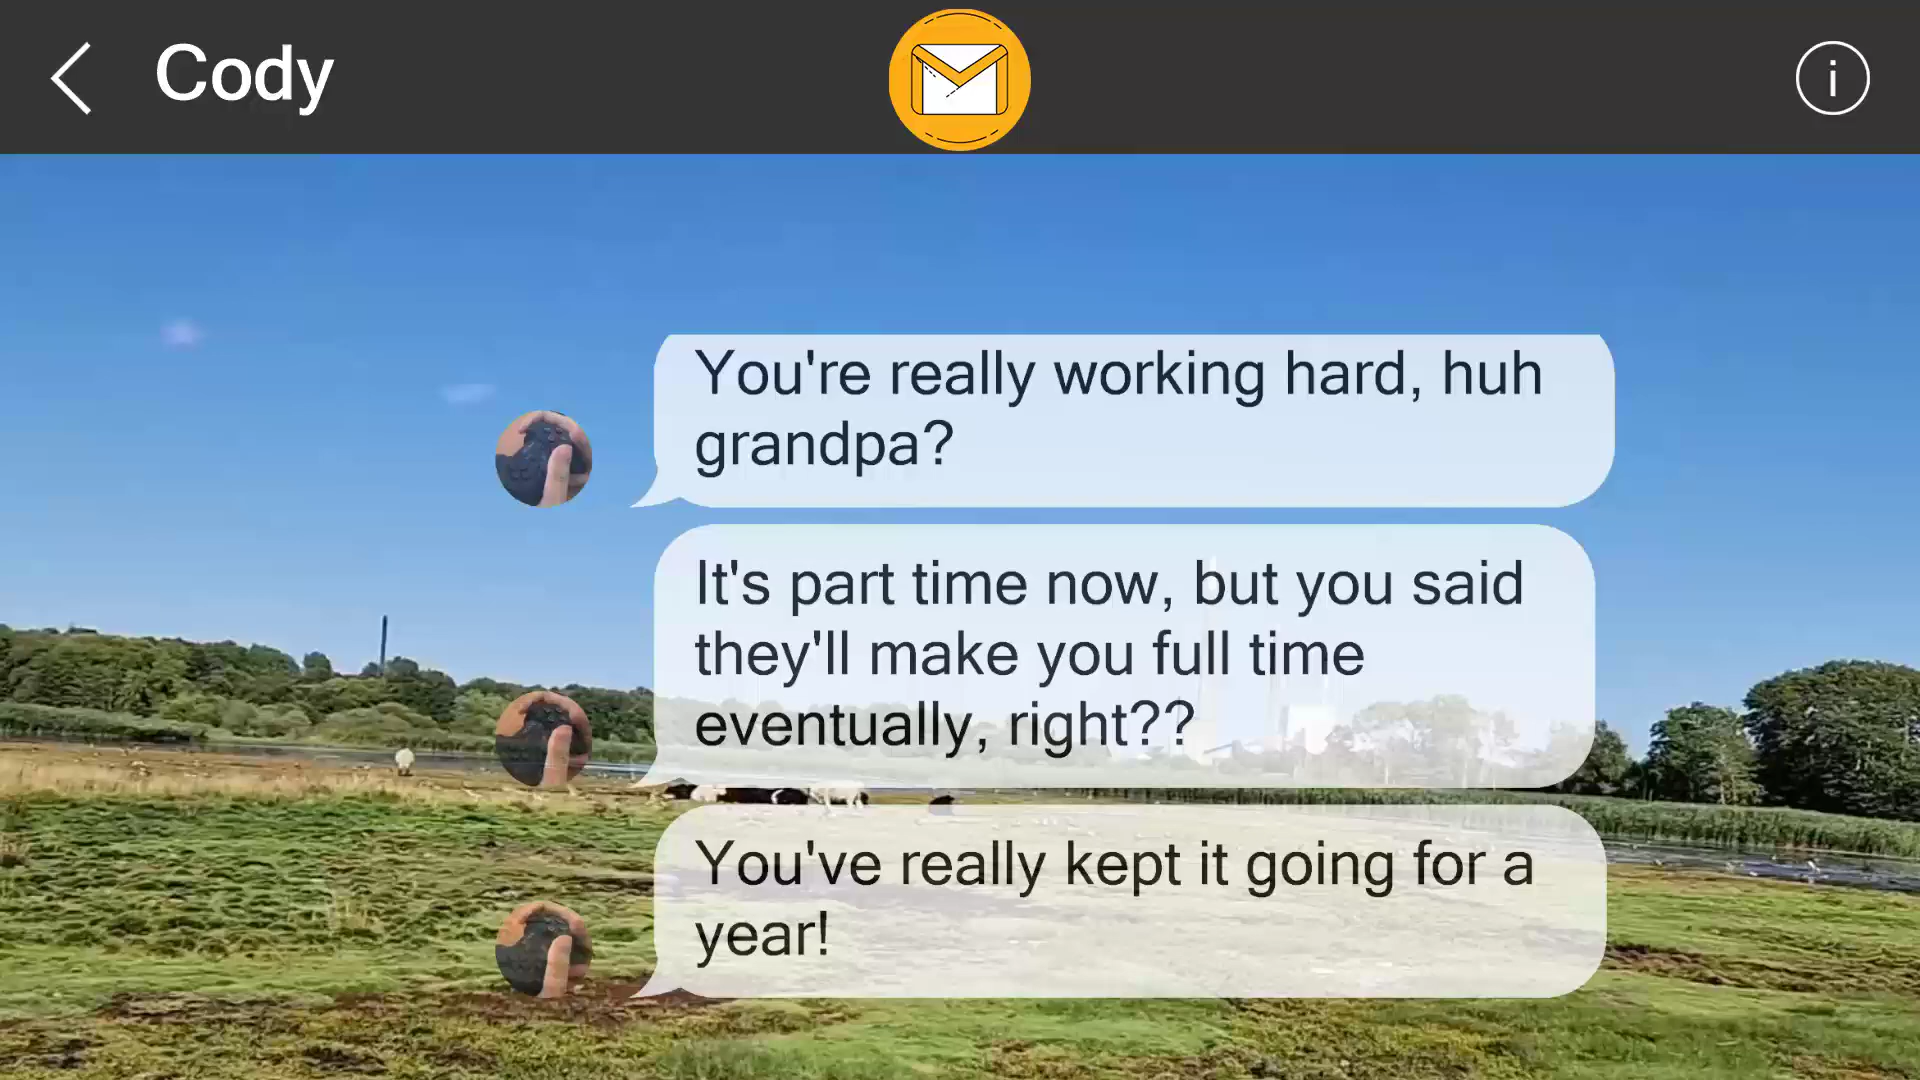 Cody
You're really working hard, huh
grandpa?
It's part time now, but you said
they'll make you full time
eventually, right??
You've really kept it going for a
year!